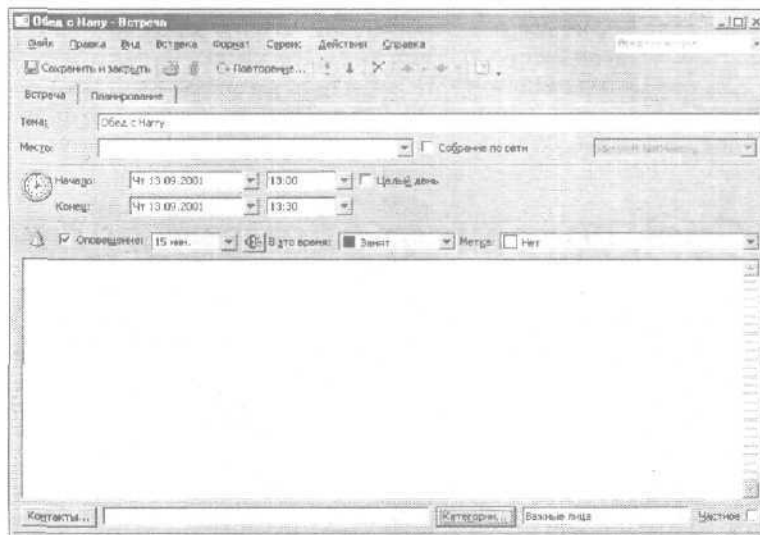 Обед с Harry - Встреча
Файл Правка Вид Вставка Формат Сервис Действия Справка
Сохранить и закрыть Повторение...
Встреча Планирование
Тема: Обед с Harry
Место: Собрание по сети
Начало: Чт 13.09.2001 13:00 Целый день
Конец: Чт 13.09.2001 13:30
Оповещение: 15 мин. В это время: Занят Метка: Нет
Контакты... Категории... Важные лица Частное